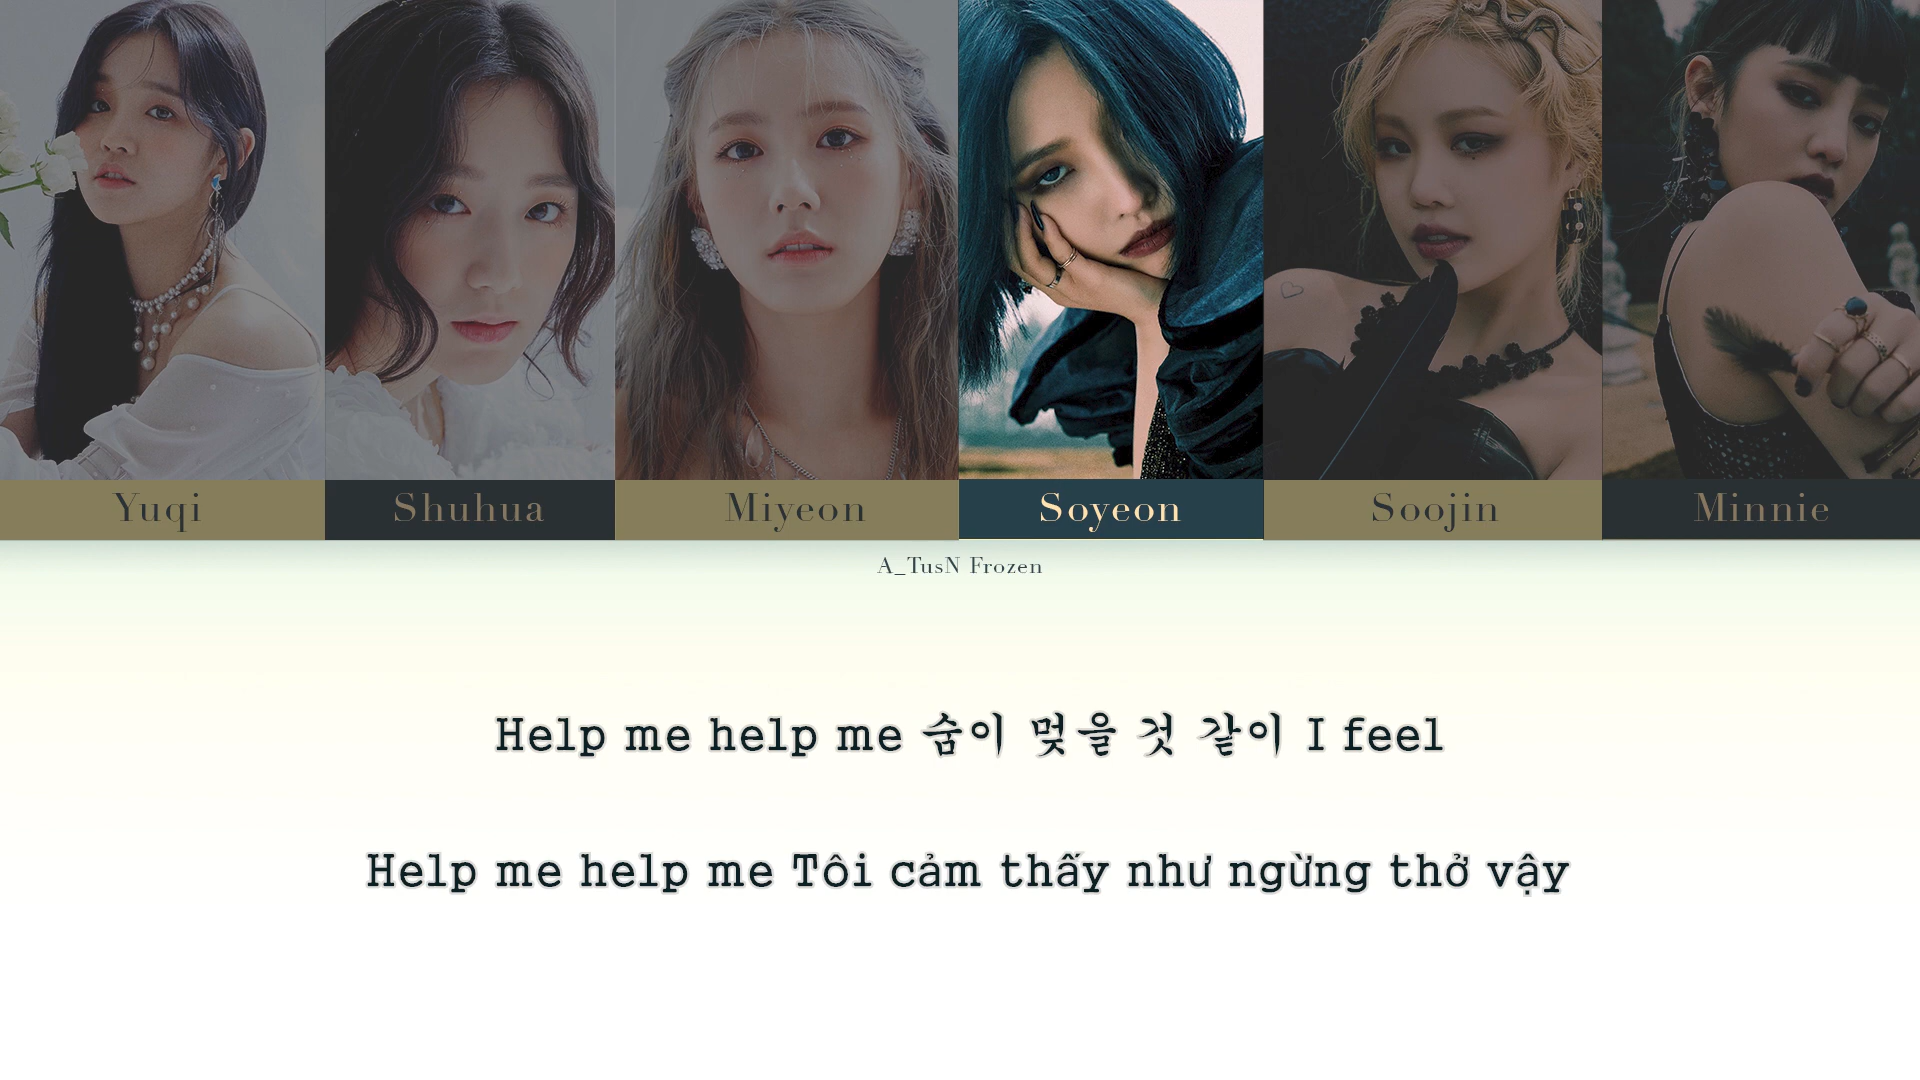 Yuqi Shuhua Miyeon Soyeon Soojin Minnie
A_TusN Frozen
Help me help me 숨이 멎을 것 같이 I feel
Help me help me Tôi cảm thấy như ngừng thở vậy